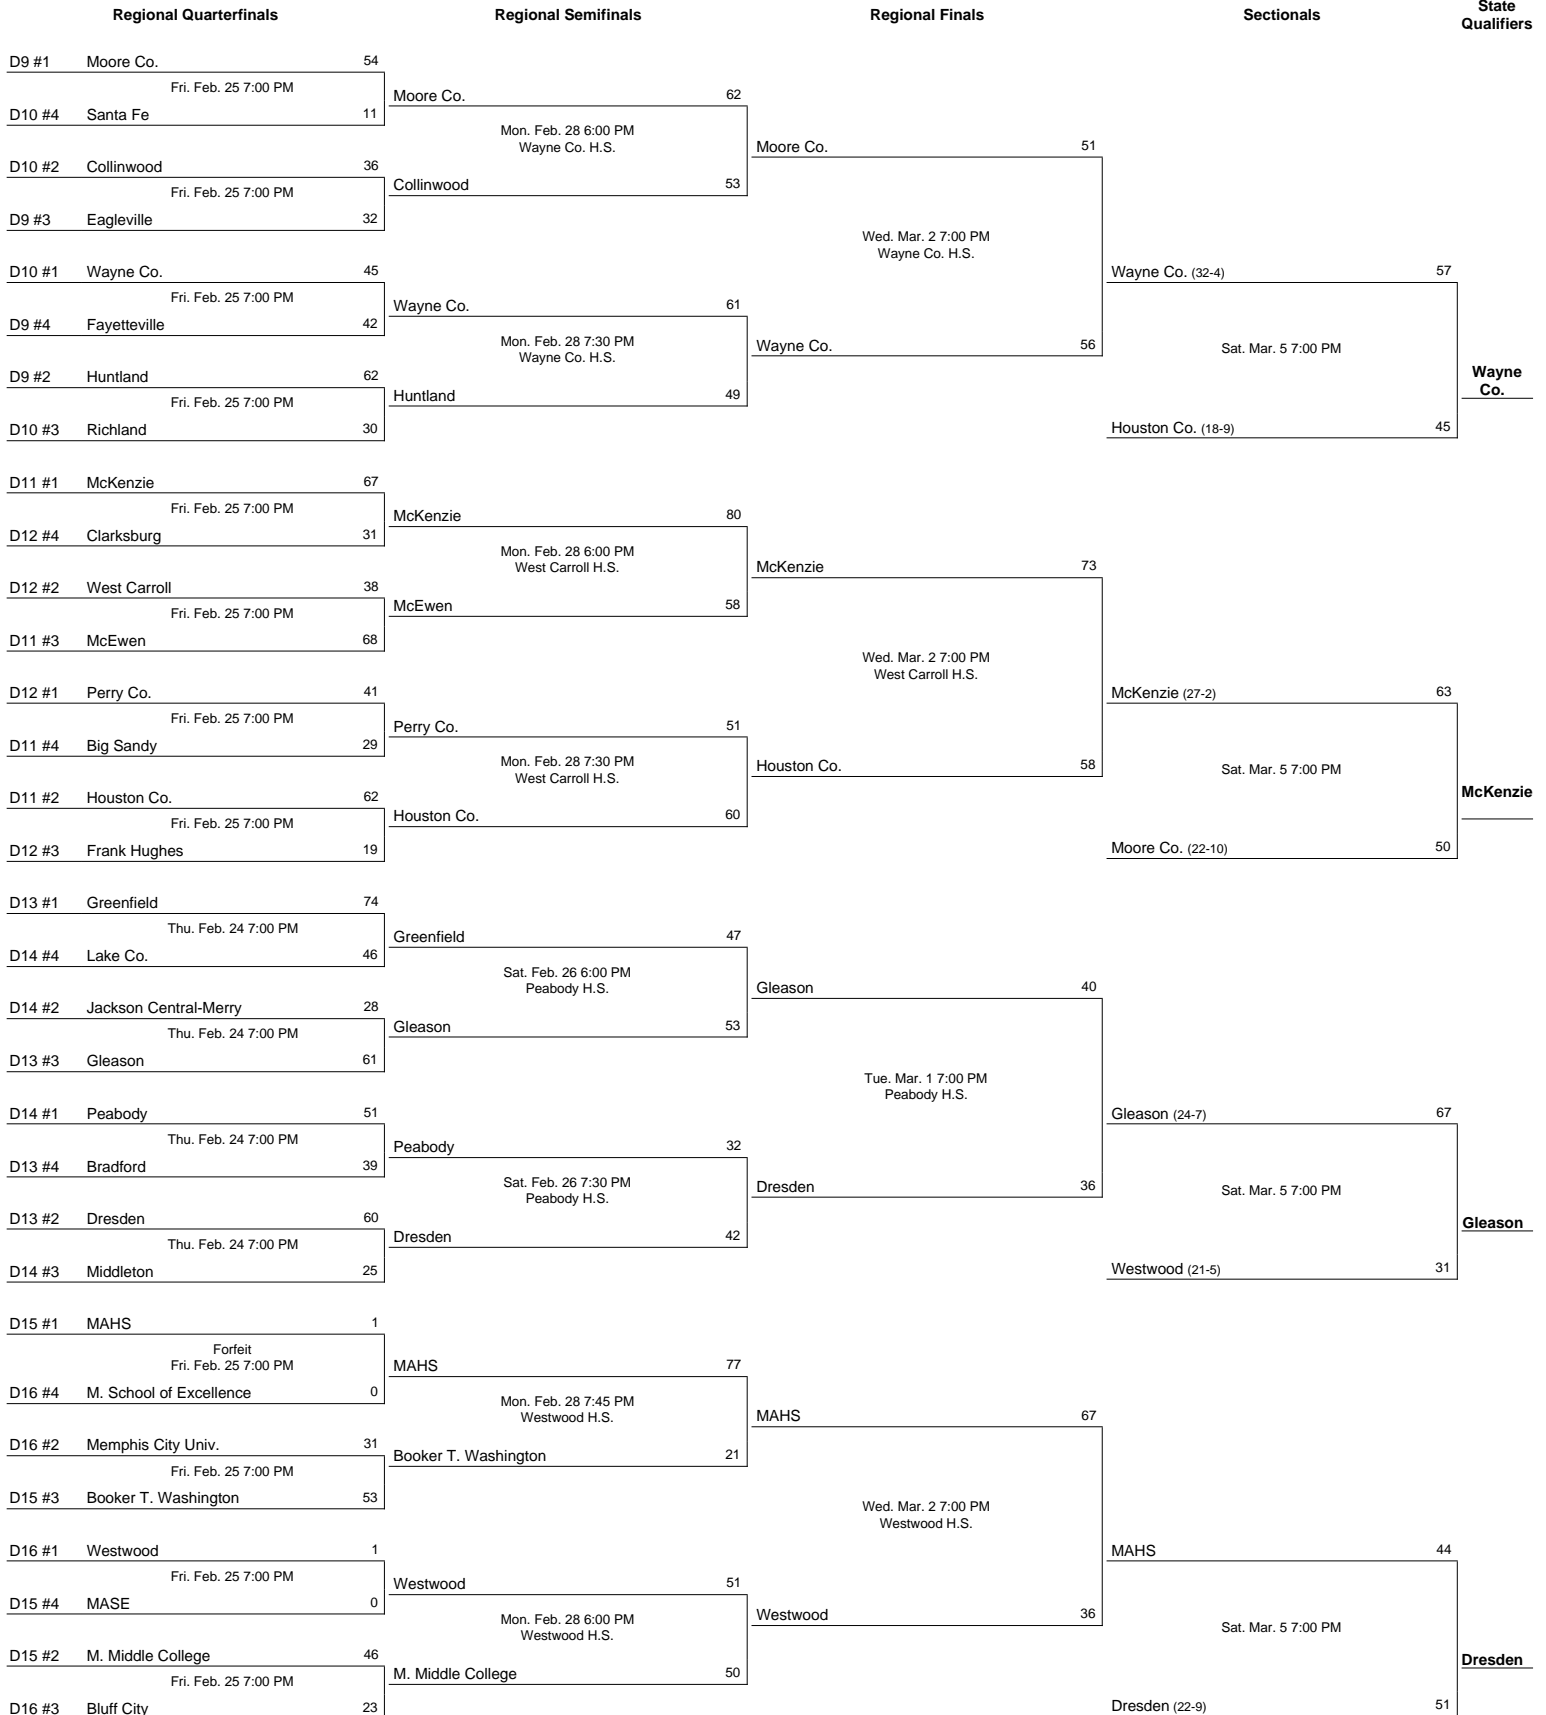 Regional Quarterfinals
Regional Semifinals
Regional Finals
Sectionals
State
Qualifiers
D9 #1 Moore Co. 54
Fri. Feb. 25 7:00 PM
D10 #4 Santa Fe 11
D10 #2 Collinwood 36
Fri. Feb. 25 7:00 PM
D9 #3 Eagleville 32
D10 #1 Wayne Co. 45
Fri. Feb. 25 7:00 PM
D9 #4 Fayetteville 42
D9 #2 Huntland 62
Fri. Feb. 25 7:00 PM
D10 #3 Richland 30
D11 #1 McKenzie 67
Fri. Feb. 25 7:00 PM
D12 #4 Clarksburg 31
D12 #2 West Carroll 38
Fri. Feb. 25 7:00 PM
D11 #3 McEwen 68
D12 #1 Perry Co. 41
Fri. Feb. 25 7:00 PM
D11 #4 Big Sandy 29
D11 #2 Houston Co. 62
Fri. Feb. 25 7:00 PM
D12 #3 Frank Hughes 19
D13 #1 Greenfield 74
Thu. Feb. 24 7:00 PM
D14 #4 Lake Co. 46
D14 #2 Jackson Central-Merry 28
Thu. Feb. 24 7:00 PM
D13 #3 Gleason 61
D14 #1 Peabody 51
Thu. Feb. 24 7:00 PM
D13 #4 Bradford 39
D13 #2 Dresden 60
Thu. Feb. 24 7:00 PM
D14 #3 Middleton 25
D15 #1 MAHS 1
Forfeit
Fri. Feb. 25 7:00 PM
D16 #4 M. School of Excellence 0
D16 #2 Memphis City Univ. 31
Fri. Feb. 25 7:00 PM
D15 #3 Booker T. Washington 53
D16 #1 Westwood 1
Fri. Feb. 25 7:00 PM
D15 #4 MASE 0
D15 #2 M. Middle College 46
Fri. Feb. 25 7:00 PM
D16 #3 Bluff City 23
Moore Co. 62
Mon. Feb. 28 6:00 PM
Wayne Co. H.S.
Collinwood 53
Wayne Co. 61
Mon. Feb. 28 7:30 PM
Wayne Co. H.S.
Huntland 49
McKenzie 80
Mon. Feb. 28 6:00 PM
West Carroll H.S.
McEwen 58
Perry Co. 51
Mon. Feb. 28 7:30 PM
West Carroll H.S.
Houston Co. 60
Greenfield 47
Sat. Feb. 26 6:00 PM
Peabody H.S.
Gleason 53
Peabody 32
Sat. Feb. 26 7:30 PM
Peabody H.S.
Dresden 42
MAHS 77
Mon. Feb. 28 7:45 PM
Westwood H.S.
Booker T. Washington 21
Westwood 51
Mon. Feb. 28 6:00 PM
Westwood H.S.
M. Middle College 50
Moore Co. 51
Wed. Mar. 2 7:00 PM
Wayne Co. H.S.
Wayne Co. 56
McKenzie 73
Wed. Mar. 2 7:00 PM
West Carroll H.S.
Houston Co. 58
Gleason 40
Tue. Mar. 1 7:00 PM
Peabody H.S.
Dresden 36
MAHS 67
Wed. Mar. 2 7:00 PM
Westwood H.S.
Westwood 36
Wayne Co. (32-4) 57
Sat. Mar. 5 7:00 PM
Houston Co. (18-9) 45
McKenzie (27-2) 63
Sat. Mar. 5 7:00 PM
Moore Co. (22-10) 50
Gleason (24-7) 67
Sat. Mar. 5 7:00 PM
Westwood (21-5) 31
MAHS 44
Sat. Mar. 5 7:00 PM
Dresden (22-9) 51
Wayne
Co.
McKenzie
Gleason
Dresden